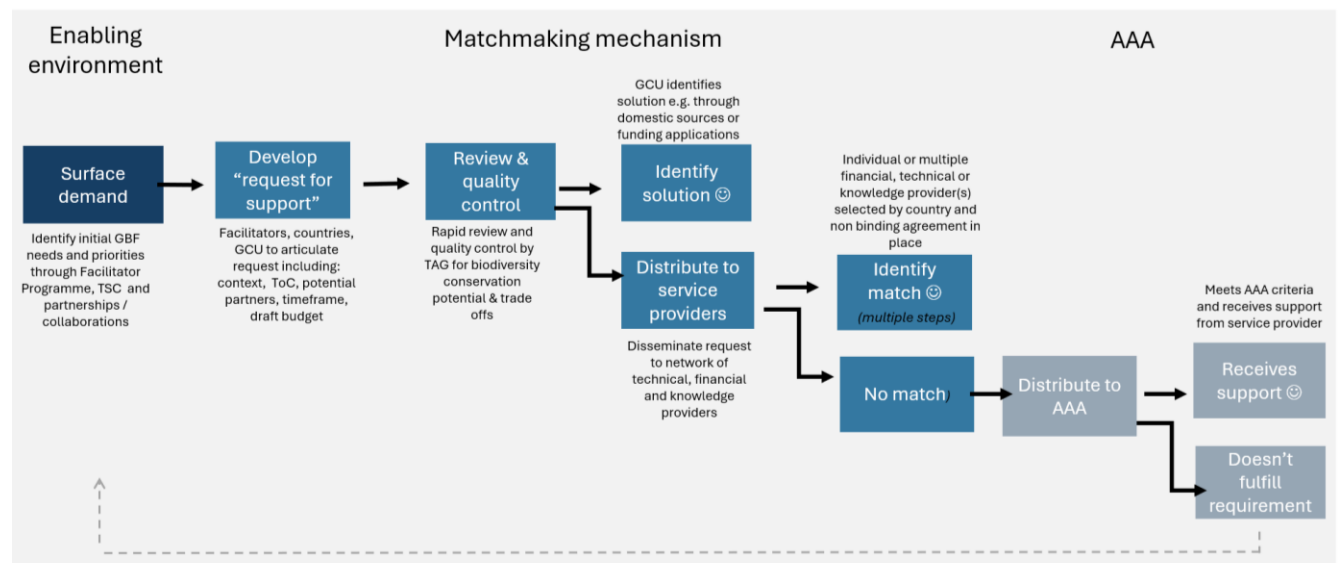 Enabling
environment
Matchmaking mechanism
AAA
Surface
demand
Identify initial GBF
needs and priorities
through Facilitator
Programme, TSC and
partnerships /
collaborations
Develop
“request for
support”
Facilitators, countries,
GCU to articulate
request including:
context, ToC, potential
partners, timeframe,
draft budget
Review &
quality
control
Rapid review and
quality control by
TAG for biodiversity
conservation
potential & trade
offs
GCU identifies
solution e.g. through
domestic sources or
funding applications
Identify
solution ☺
Distribute to
service
providers
Disseminate request
to network of
technical, financial
and knowledge
providers
Individual or multiple
financial, technical or
knowledge provider(s)
selected by country and
non binding agreement in
place
Identify
match ☺
(multiple steps)
No match)
Distribute to
AAA
Meets AAA criteria
and receives support
from service provider
Receives
support ☺
Doesn’t
fulfill
requirement